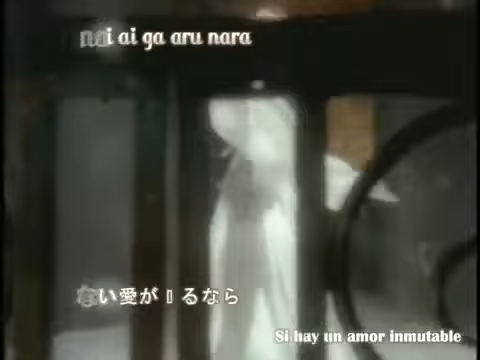 nai ai ga aru nara
ない愛が▯るなら
Si hay un amor inmutable